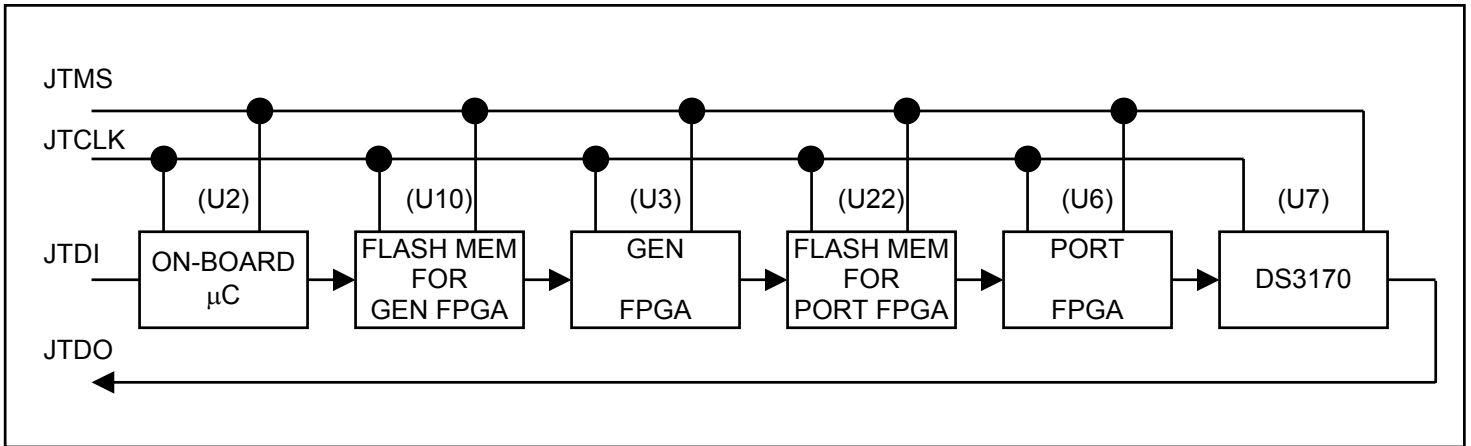 JTMS
JTCLK
(U2)
(U10)
(U3)
(U22)
(U6)
(U7)
JTDI
ON-BOARD
μC
FLASH MEM
FOR
GEN FPGA
GEN
FPGA
FLASH MEM
FOR
PORT FPGA
PORT
FPGA
DS3170
JTDO